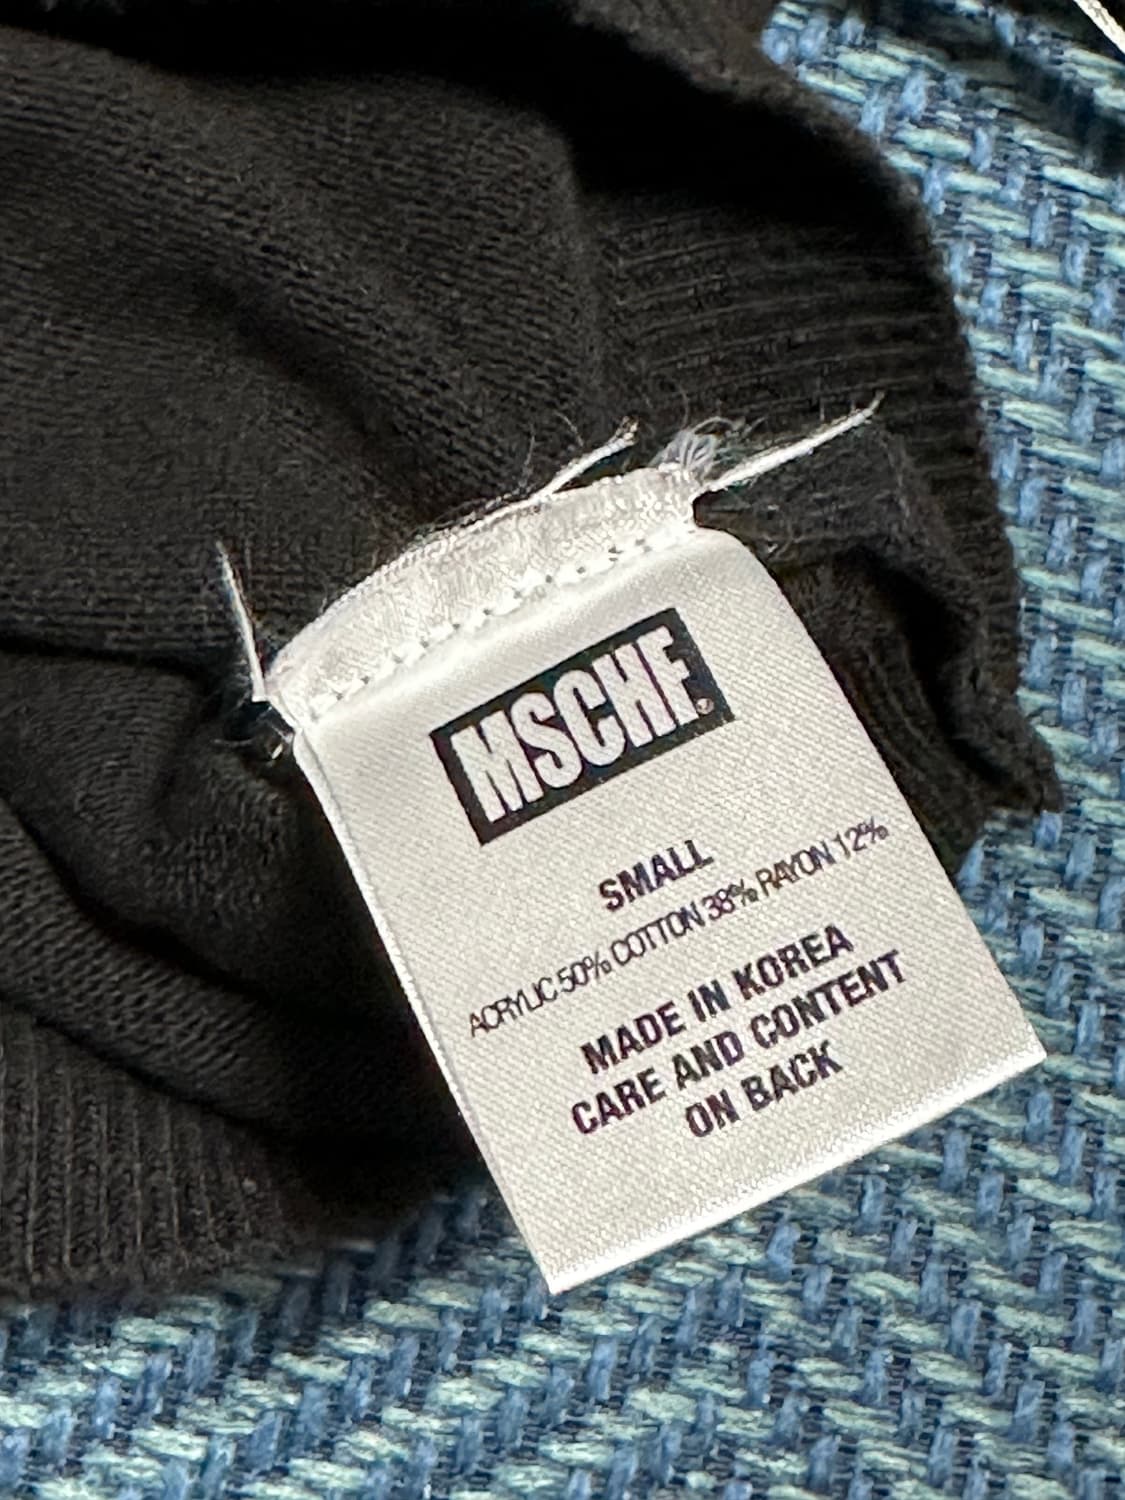 MSCHF.
SMALL
ACRYLIC 50% COTTON 38% RAYON 12%
MADE IN KOREA
CARE AND CONTENT
ON BACK